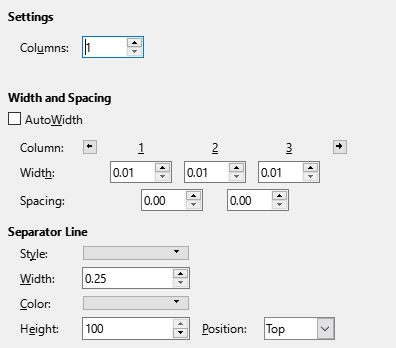 Settings
Columns: 1
Width and Spacing
AutoWidth
Column: 1 2 3
Width: 0.01 0.01 0.01
Spacing: 0.00 0.00
Separator Line
Style:
Width: 0.25
Color:
Height: 100 Position: Top